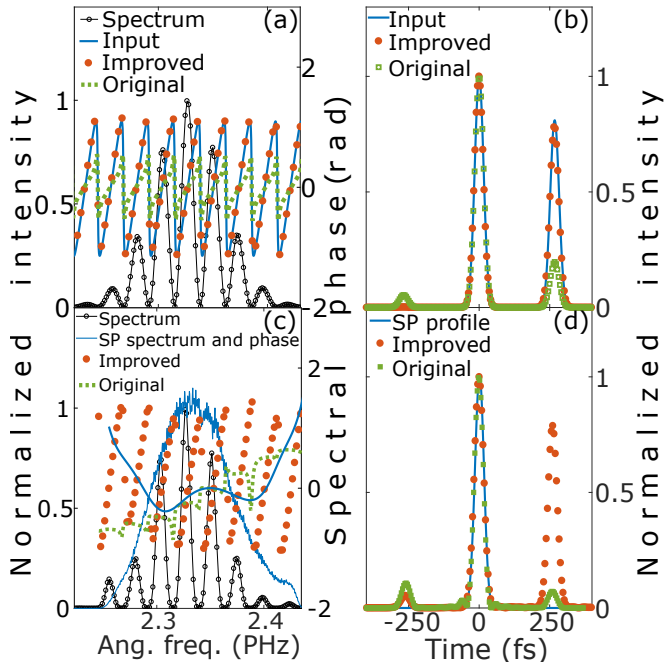 (a)
Spectrum
Input
Improved
Original
2
1
0
0.5
0
-2
(b)
Input
Improved
Original
1
0.5
0
(c)
Spectrum
SP spectrum and phase
Improved
Original
2
1
0
0.5
0
-2
2.3
2.4
Ang. freq. (PHz)
(d)
SP profile
Improved
Original
1
0.5
0
-250
0
250
Time (fs)
Normalized intensity
Spectral phase (rad)
Normalized intensity